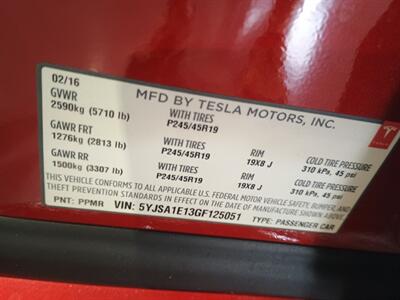 02/16
MFD BY TESLA MOTORS, INC.
GVWR
2590kg (5710 lb)
WITH TIRES
P245/45R19
GAWR FRT
1276kg (2813 lb)
WITH TIRES
P245/45R19
RIM
19X8 J
COLD TIRE PRESSURE
310 kPa, 45 psi
GAWR RR
1500kg (3307 lb)
WITH TIRES
P245/45R19
RIM
19X8 J
COLD TIRE PRESSURE
310 kPa, 45 psi
THIS VEHICLE CONFORMS TO ALL APPLICABLE U.S. FEDERAL MOTOR VEHICLE SAFETY, BUMPER, AND
THEFT PREVENTION STANDARDS IN EFFECT ON THE DATE OF MANUFACTURE SHOWN ABOVE.
PNT: PPMR
VIN: 5YJSA1E13GF125051
TYPE: PASSENGER CAR